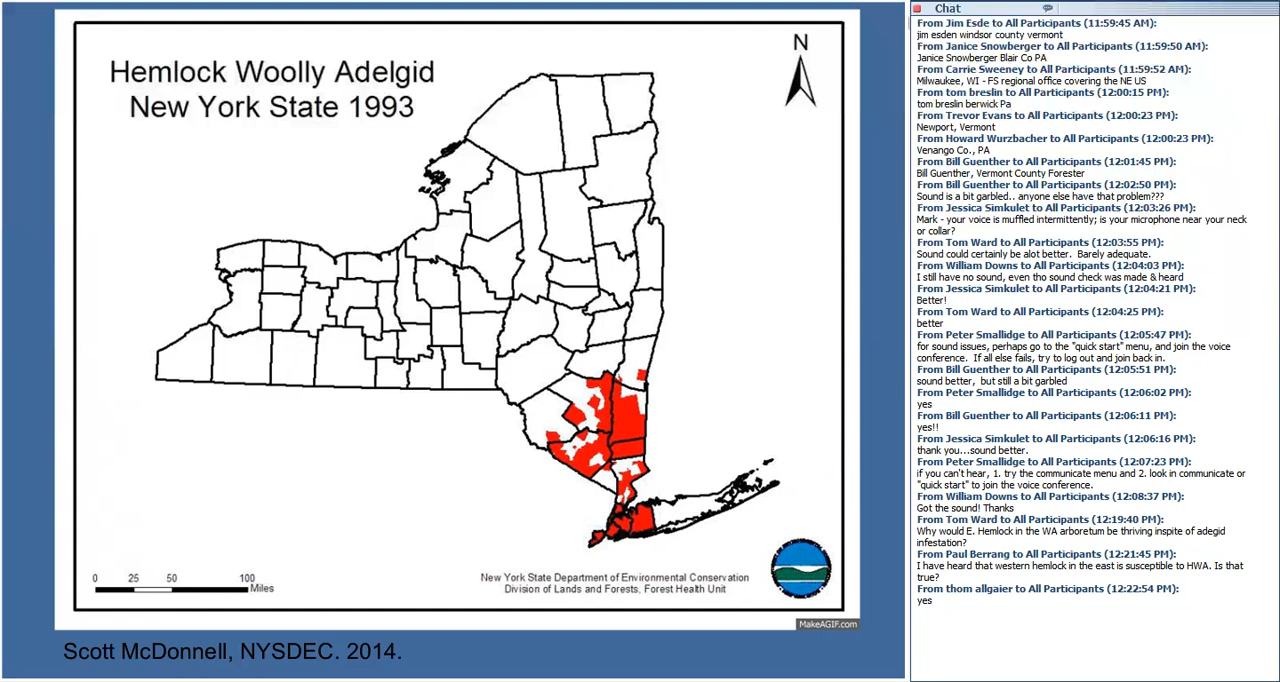 Hemlock Woolly Adelgid
New York State 1993
N
0 25 50 100
Miles
New York State Department of Environmental Conservation
Division of Lands and Forests, Forest Health Unit
MakeAGIF.com
Scott McDonnell, NYSDEC. 2014.
Chat
From Jim Esde to All Participants (11:59:45 AM):
jim esden windsor county vermont
From Janice Snowberger to All Participants (11:59:50 AM):
Janice Snowberger Blair Co PA
From Carrie Sweeney to All Participants (11:59:52 AM):
Milwaukee, WI - FS regional office covering the NE US
From tom breslin to All Participants (12:00:15 PM):
tom breslin berwick Pa
From Trevor Evans to All Participants (12:00:23 PM):
Newport, Vermont
From Howard Wurzbacher to All Participants (12:00:23 PM):
Venango Co., PA
From Bill Guenther to All Participants (12:01:45 PM):
Bill Guenther, Vermont County Forester
From Bill Guenther to All Participants (12:02:50 PM):
Sound is a bit garbled.. anyone else have that problem???
From Jessica Simkulet to All Participants (12:03:26 PM):
Mark - your voice is muffled intermittently; is your microphone near your neck
or collar?
From Tom Ward to All Participants (12:03:55 PM):
Sound could certainly be alot better. Barely adequate.
From William Downs to All Participants (12:04:03 PM):
I still have no sound, even tho sound check was made & heard
From Jessica Simkulet to All Participants (12:04:21 PM):
Better!
From Tom Ward to All Participants (12:04:25 PM):
better
From Peter Smallidge to All Participants (12:05:47 PM):
for sound issues, perhaps go to the "quick start" menu, and join the voice
conference. If all else fails, try to log out and join back in.
From Bill Guenther to All Participants (12:05:51 PM):
sound better, but still a bit garbled
From Peter Smallidge to All Participants (12:06:02 PM):
yes
From Bill Guenther to All Participants (12:06:11 PM):
yes!!
From Jessica Simkulet to All Participants (12:06:16 PM):
thank you...sound better.
From Peter Smallidge to All Participants (12:07:23 PM):
if you can't hear, 1. try the communicate menu and 2. look in communicate or
"quick start" to join the voice conference.
From William Downs to All Participants (12:08:37 PM):
Got the sound! Thanks
From Tom Ward to All Participants (12:19:40 PM):
Why would E. Hemlock in the WA arboretum be thriving inspite of adegid
infestation?
From Paul Berrang to All Participants (12:21:45 PM):
I have heard that western hemlock in the east is susceptible to HWA. Is that
true?
From thom allgaier to All Participants (12:22:54 PM):
yes